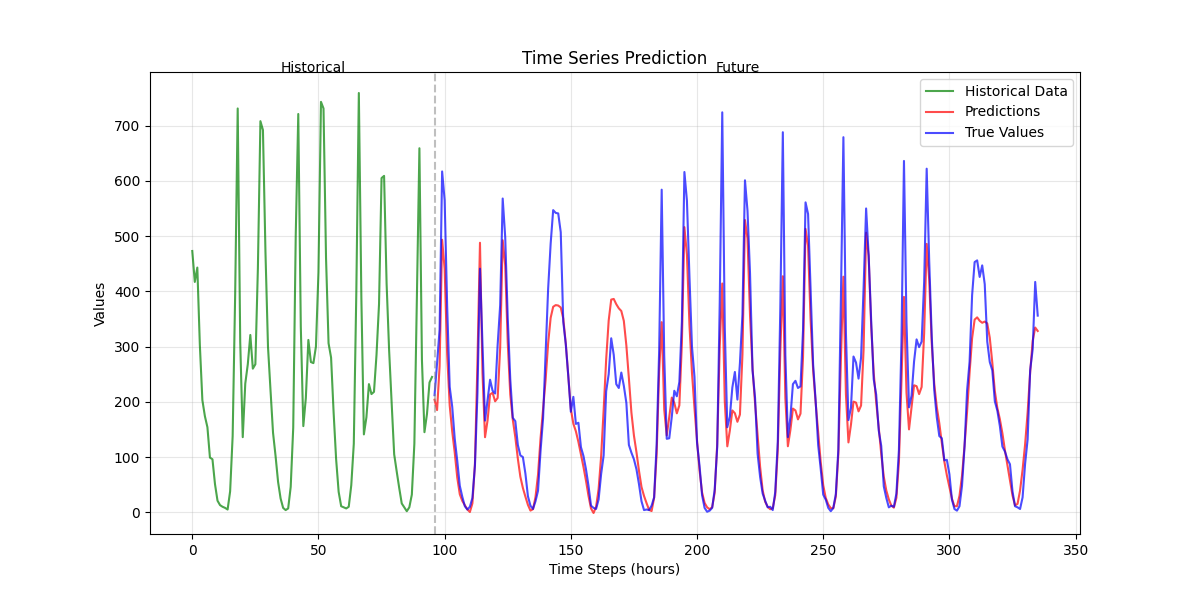 Time Series Prediction
Historical
Future
Historical Data
Predictions
True Values
Values
700
600
500
400
300
200
100
0
0
50
100
150
200
250
300
350
Time Steps (hours)